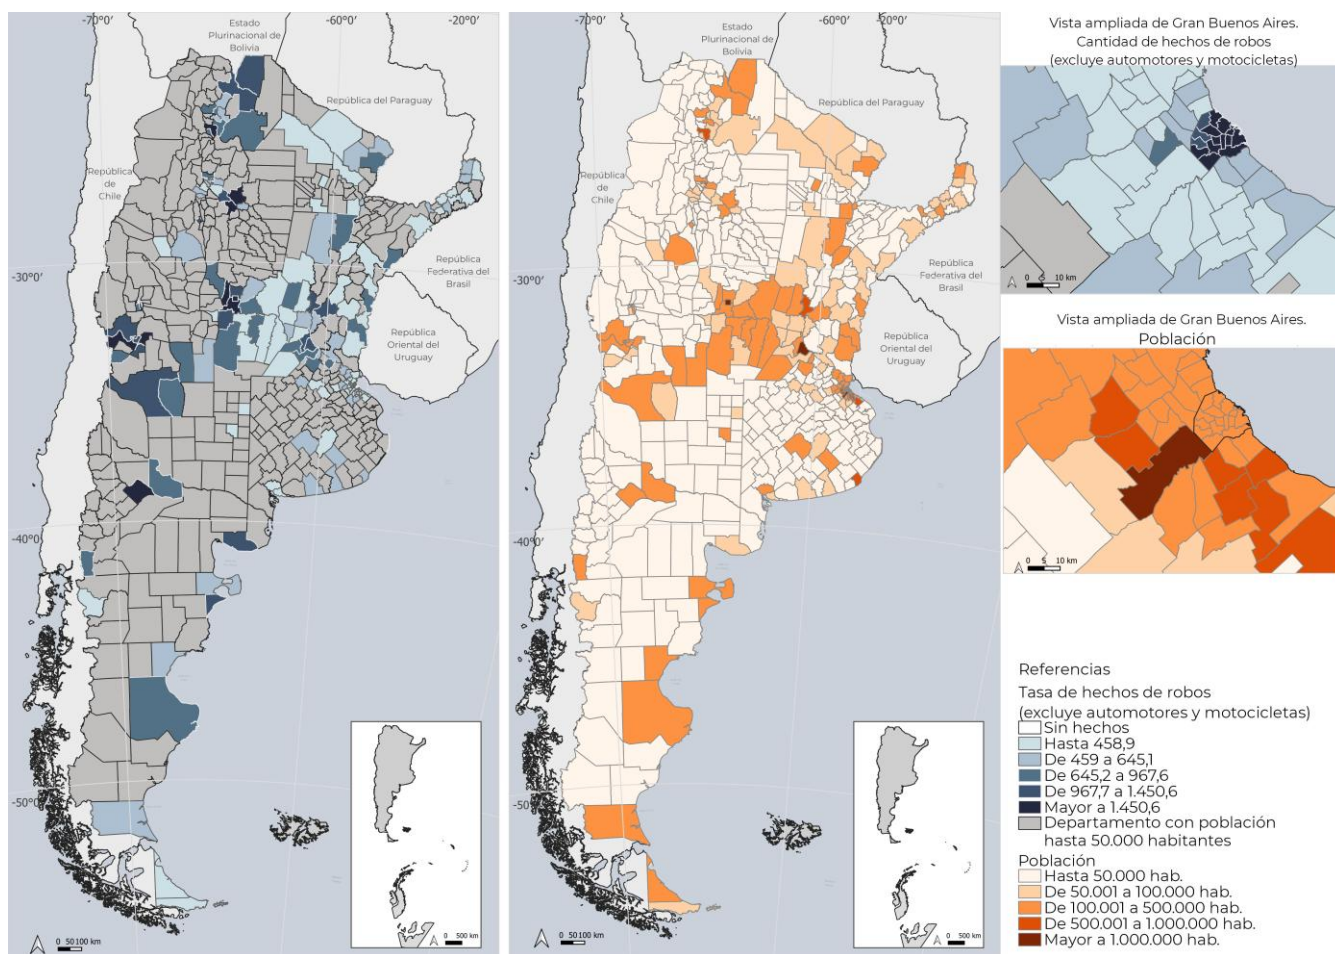 -70°0'
-60°0'
-20°0'
Estado
Plurinacional de
Bolivia
República del Paraguay
República
de
Chile
-30°0'
República
Federativa del
Brasil
República
Oriental del
Uruguay
-40°0'
-50°0'
0 50 100 km
0 500 km
-70°0'
-60°0'
-20°0'
Estado
Plurinacional de
Bolivia
República del Paraguay
República
de
Chile
-30°0'
República
Federativa del
Brasil
República
Oriental del
Uruguay
-40°0'
-50°0'
0 50 100 km
0 500 km
Vista ampliada de Gran Buenos Aires.
Cantidad de hechos de robos
(excluye automotores y motocicletas)
0 5 10 km
Vista ampliada de Gran Buenos Aires.
Población
0 5 10 km
Referencias
Tasa de hechos de robos
(excluye automotores y motocicletas)
Sin hechos
Hasta 458,9
De 459 a 645,1
De 645,2 a 967,6
De 967,7 a 1.450,6
Mayor a 1.450,6
Departamento con población
hasta 50.000 habitantes
Población
Hasta 50.000 hab.
De 50.001 a 100.000 hab.
De 100.001 a 500.000 hab.
De 500.001 a 1.000.000 hab.
Mayor a 1.000.000 hab.